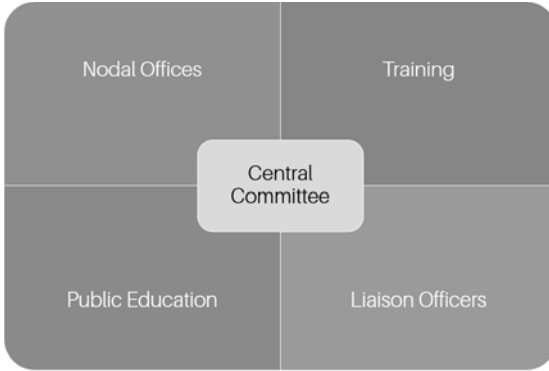 Nodal Offices
Training
Central
Committee
Public Education
Liaison Officers